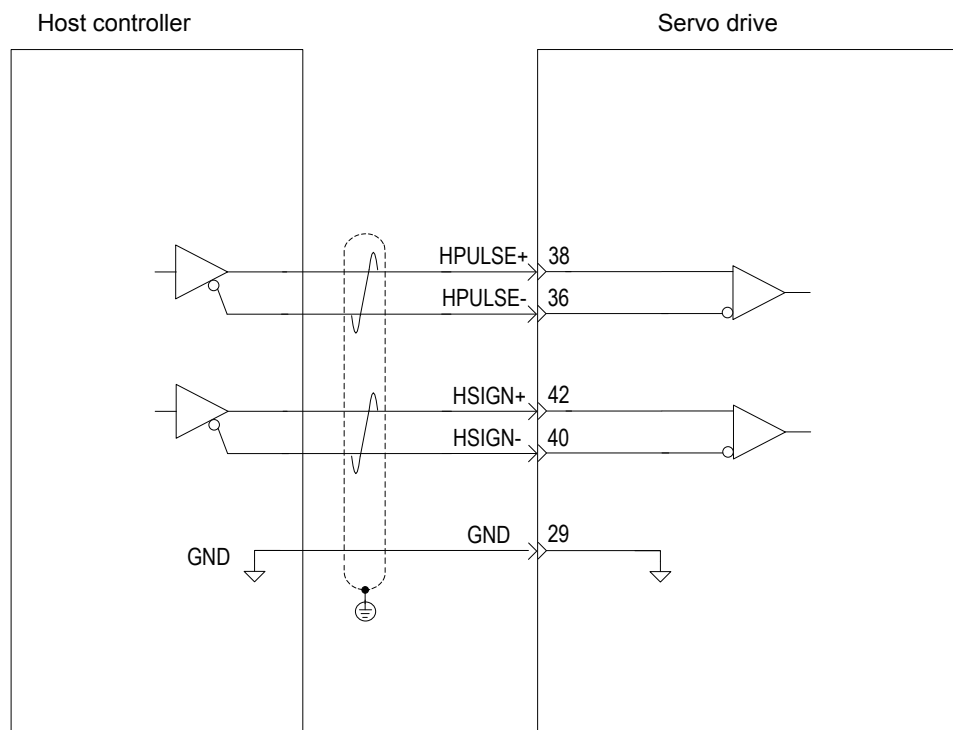 Host controller
Servo drive
HPULSE+ 38
HPULSE- 36
HSIGN+ 42
HSIGN- 40
GND 29
GND